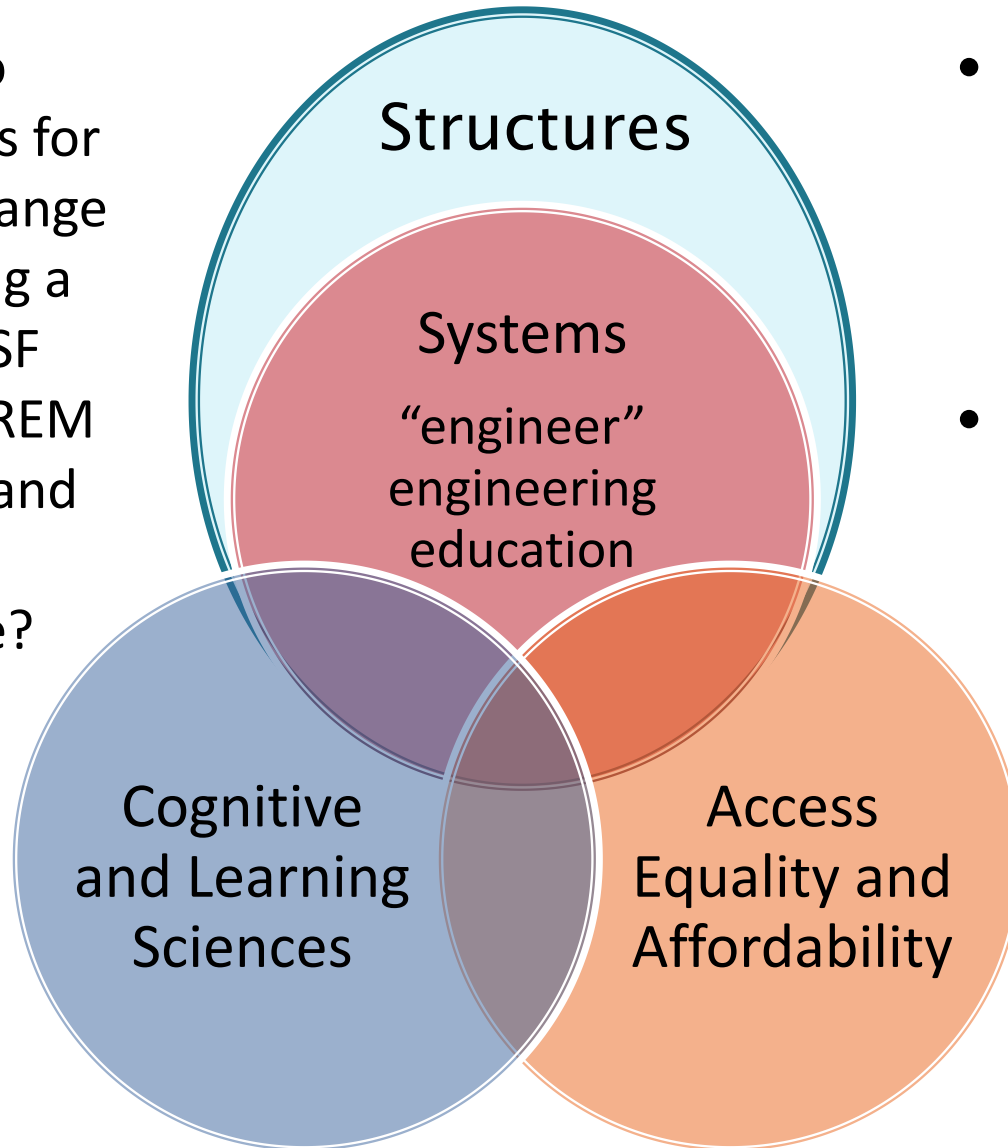 o
s for
ange
g a
SF
REM
and
e?
Structures
Systems
“engineer”
engineering
education
Cognitive
and Learning
Sciences
Access
Equality and
Affordability
•
•